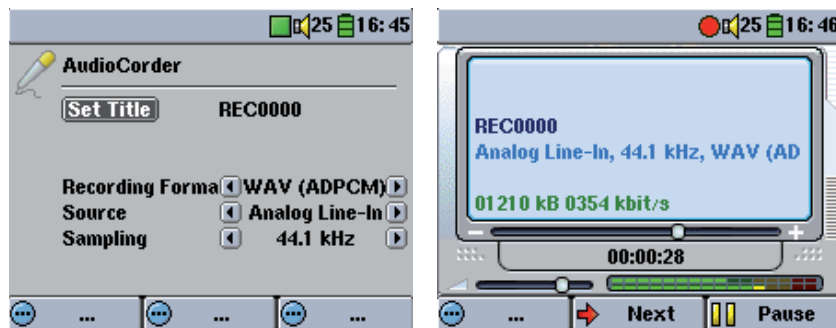 25 16:45
AudioCorder
Set Title REC0000
Recording Forma WAV (ADPCM)
Source Analog Line-In
Sampling 44.1 kHz
... ... ...
25 16:46
REC0000
Analog Line-In, 44.1 kHz, WAV (AD
01210 kB 0354 kbit/s
00:00:28
... Next Pause